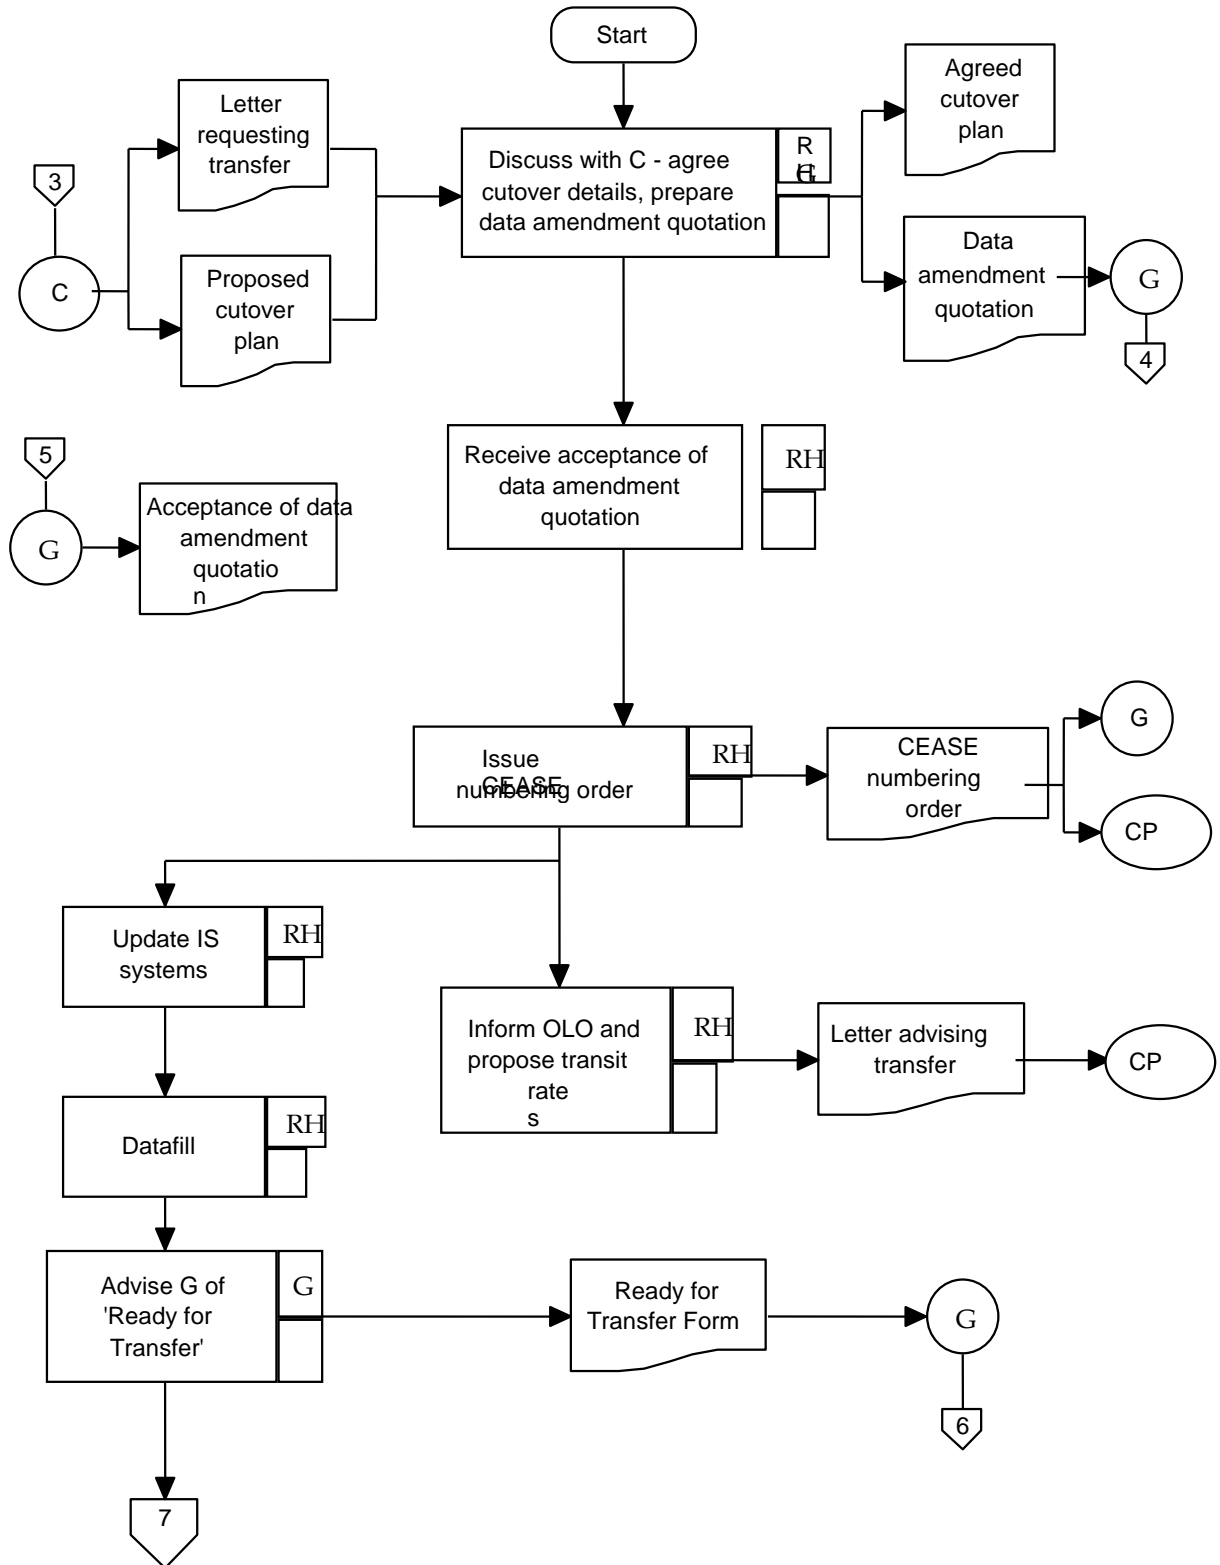 Start
Letter
requesting
transfer
3
C
Proposed
cutover
plan
Discuss with C - agree
cutover details, prepare
data amendment quotation
R
H
G
Agreed
cutover
plan
Data
amendment
quotation
G
4
5
G
Acceptance of data
amendment
quotatio
n
Receive acceptance of
data amendment
quotation
RH
Issue
CEASE
numbering order
RH
CEASE
numbering
order
G
CP
Update IS
systems
RH
Inform OLO and
propose transit
rate
s
RH
Letter advising
transfer
CP
Datafill
RH
Advise G of
'Ready for
Transfer'
G
Ready for
Transfer Form
G
6
7